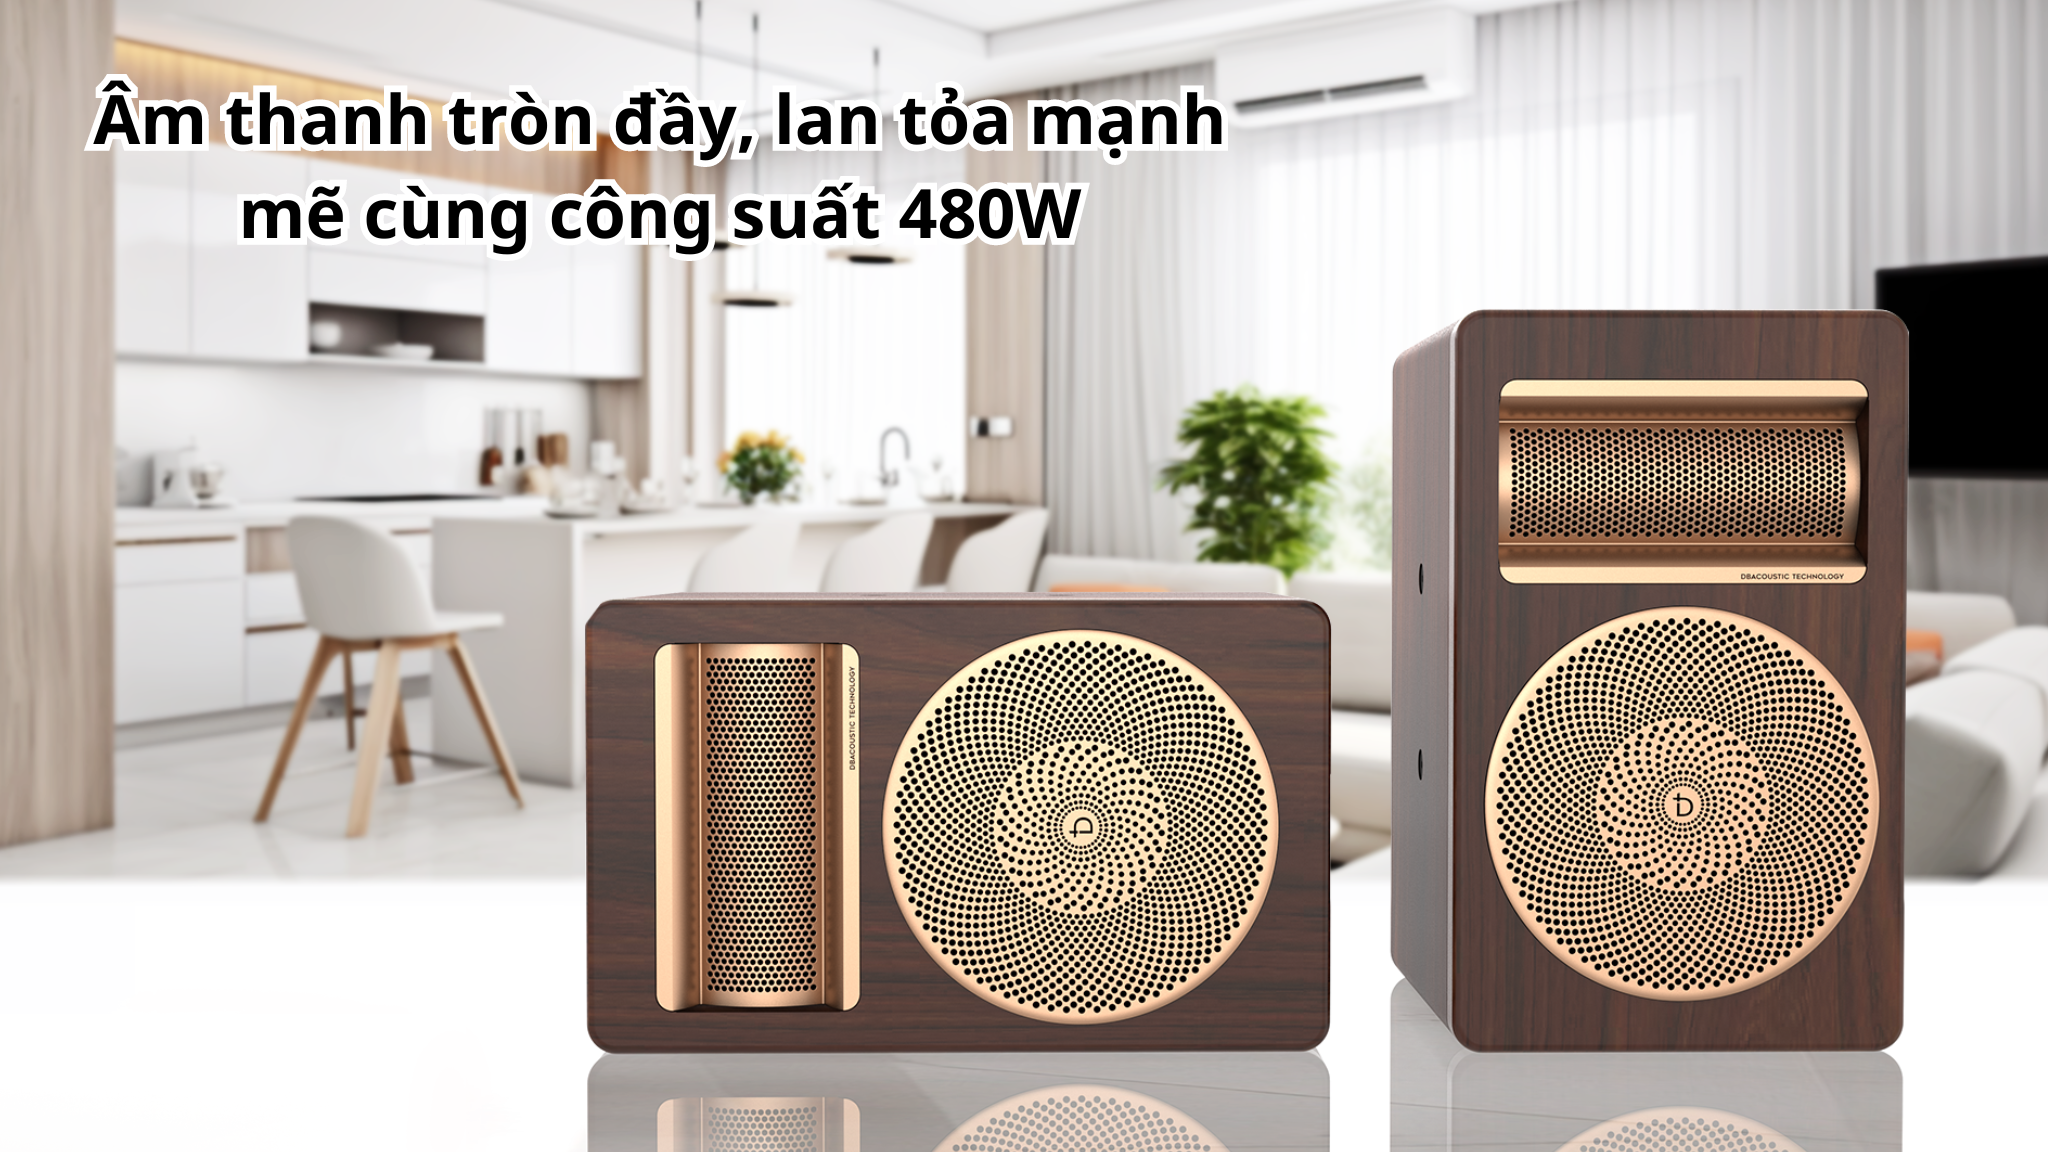 Âm thanh tròn đầy, lan tỏa mạnh
mẽ cùng công suất 480W
DBACOUSTIC TECHNOLOGY
DBACOUSTIC TECHNOLOGY